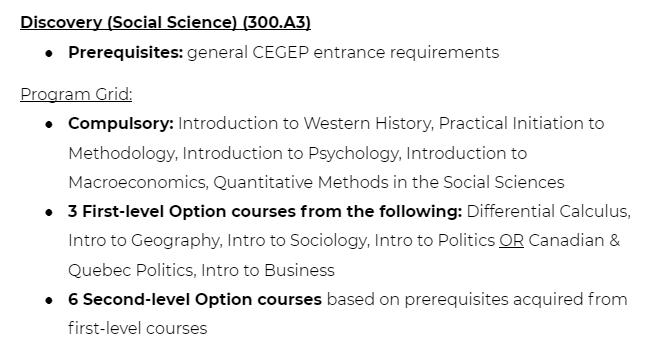 Discovery (Social Science) (300.A3)
• Prerequisites: general CEGEP entrance requirements
Program Grid:
• Compulsory: Introduction to Western History, Practical Initiation to
Methodology, Introduction to Psychology, Introduction to
Macroeconomics, Quantitative Methods in the Social Sciences
• 3 First-level Option courses from the following: Differential Calculus,
Intro to Geography, Intro to Sociology, Intro to Politics OR Canadian &
Quebec Politics, Intro to Business
• 6 Second-level Option courses based on prerequisites acquired from
first-level courses